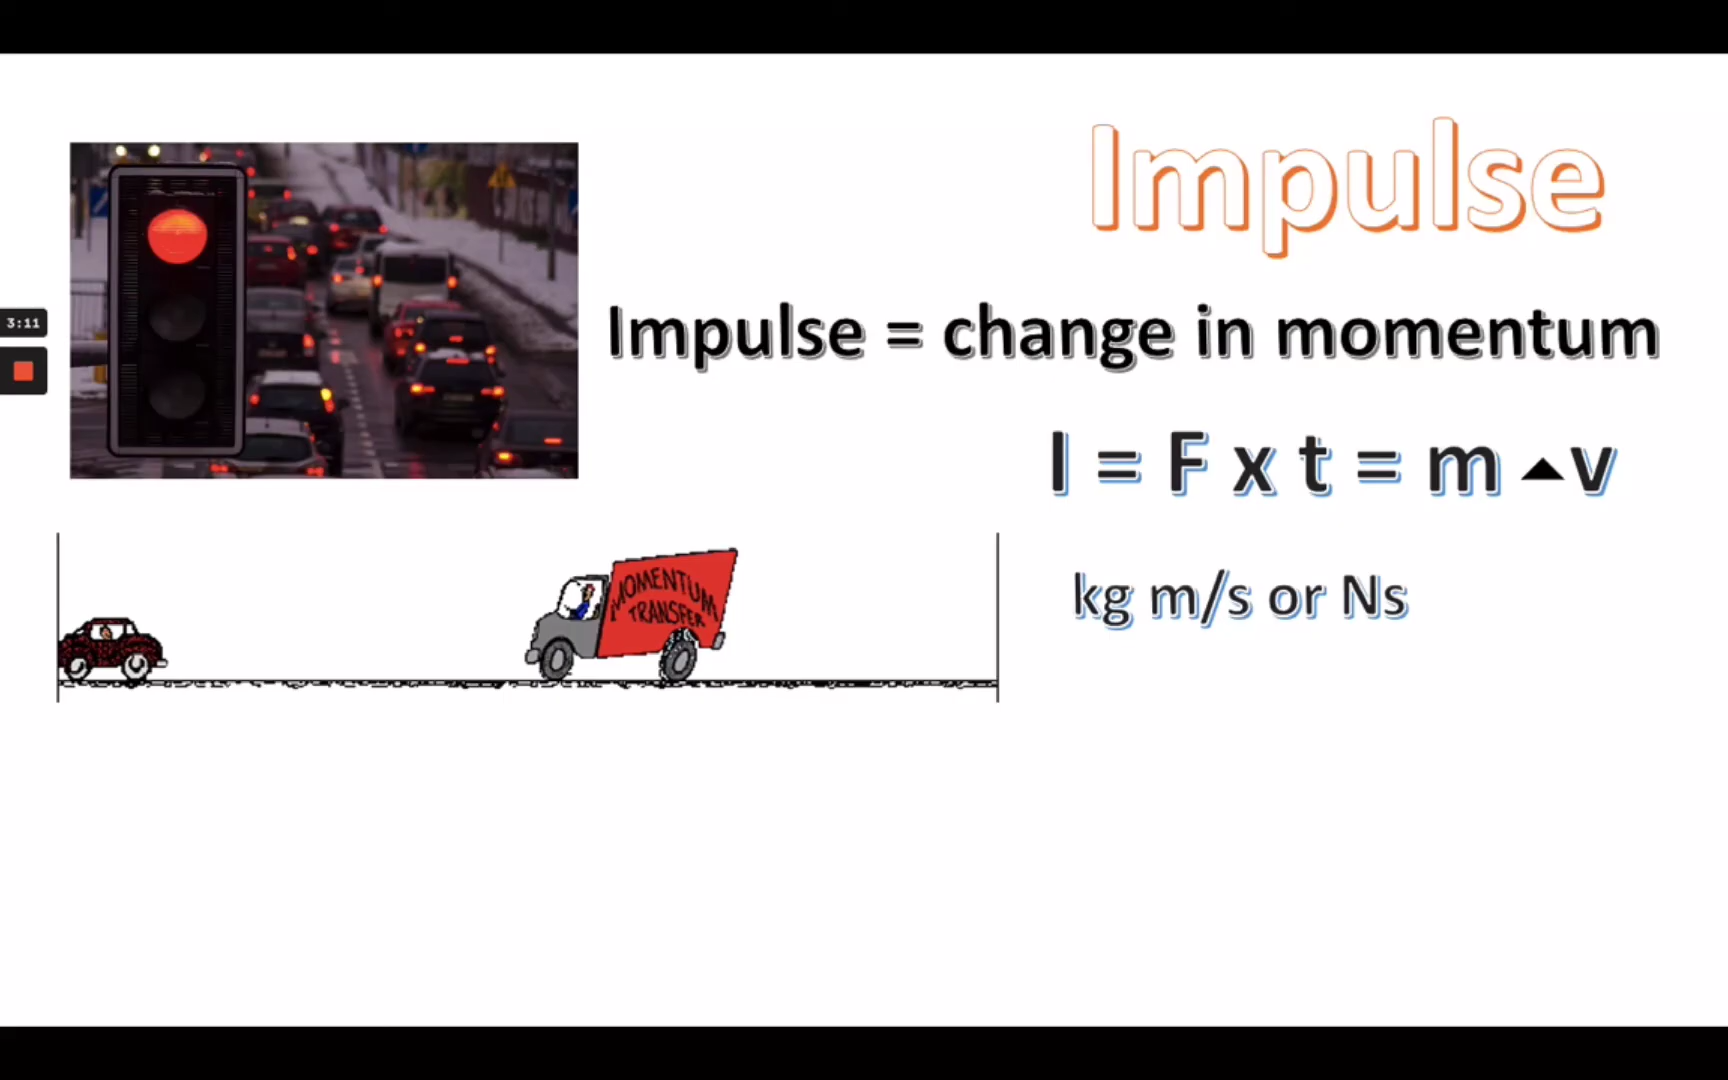 Impulse
Impulse = change in momentum
I = F x t = m ▲v
kg m/s or Ns
3:11
MOMENTUM
TRANSFER